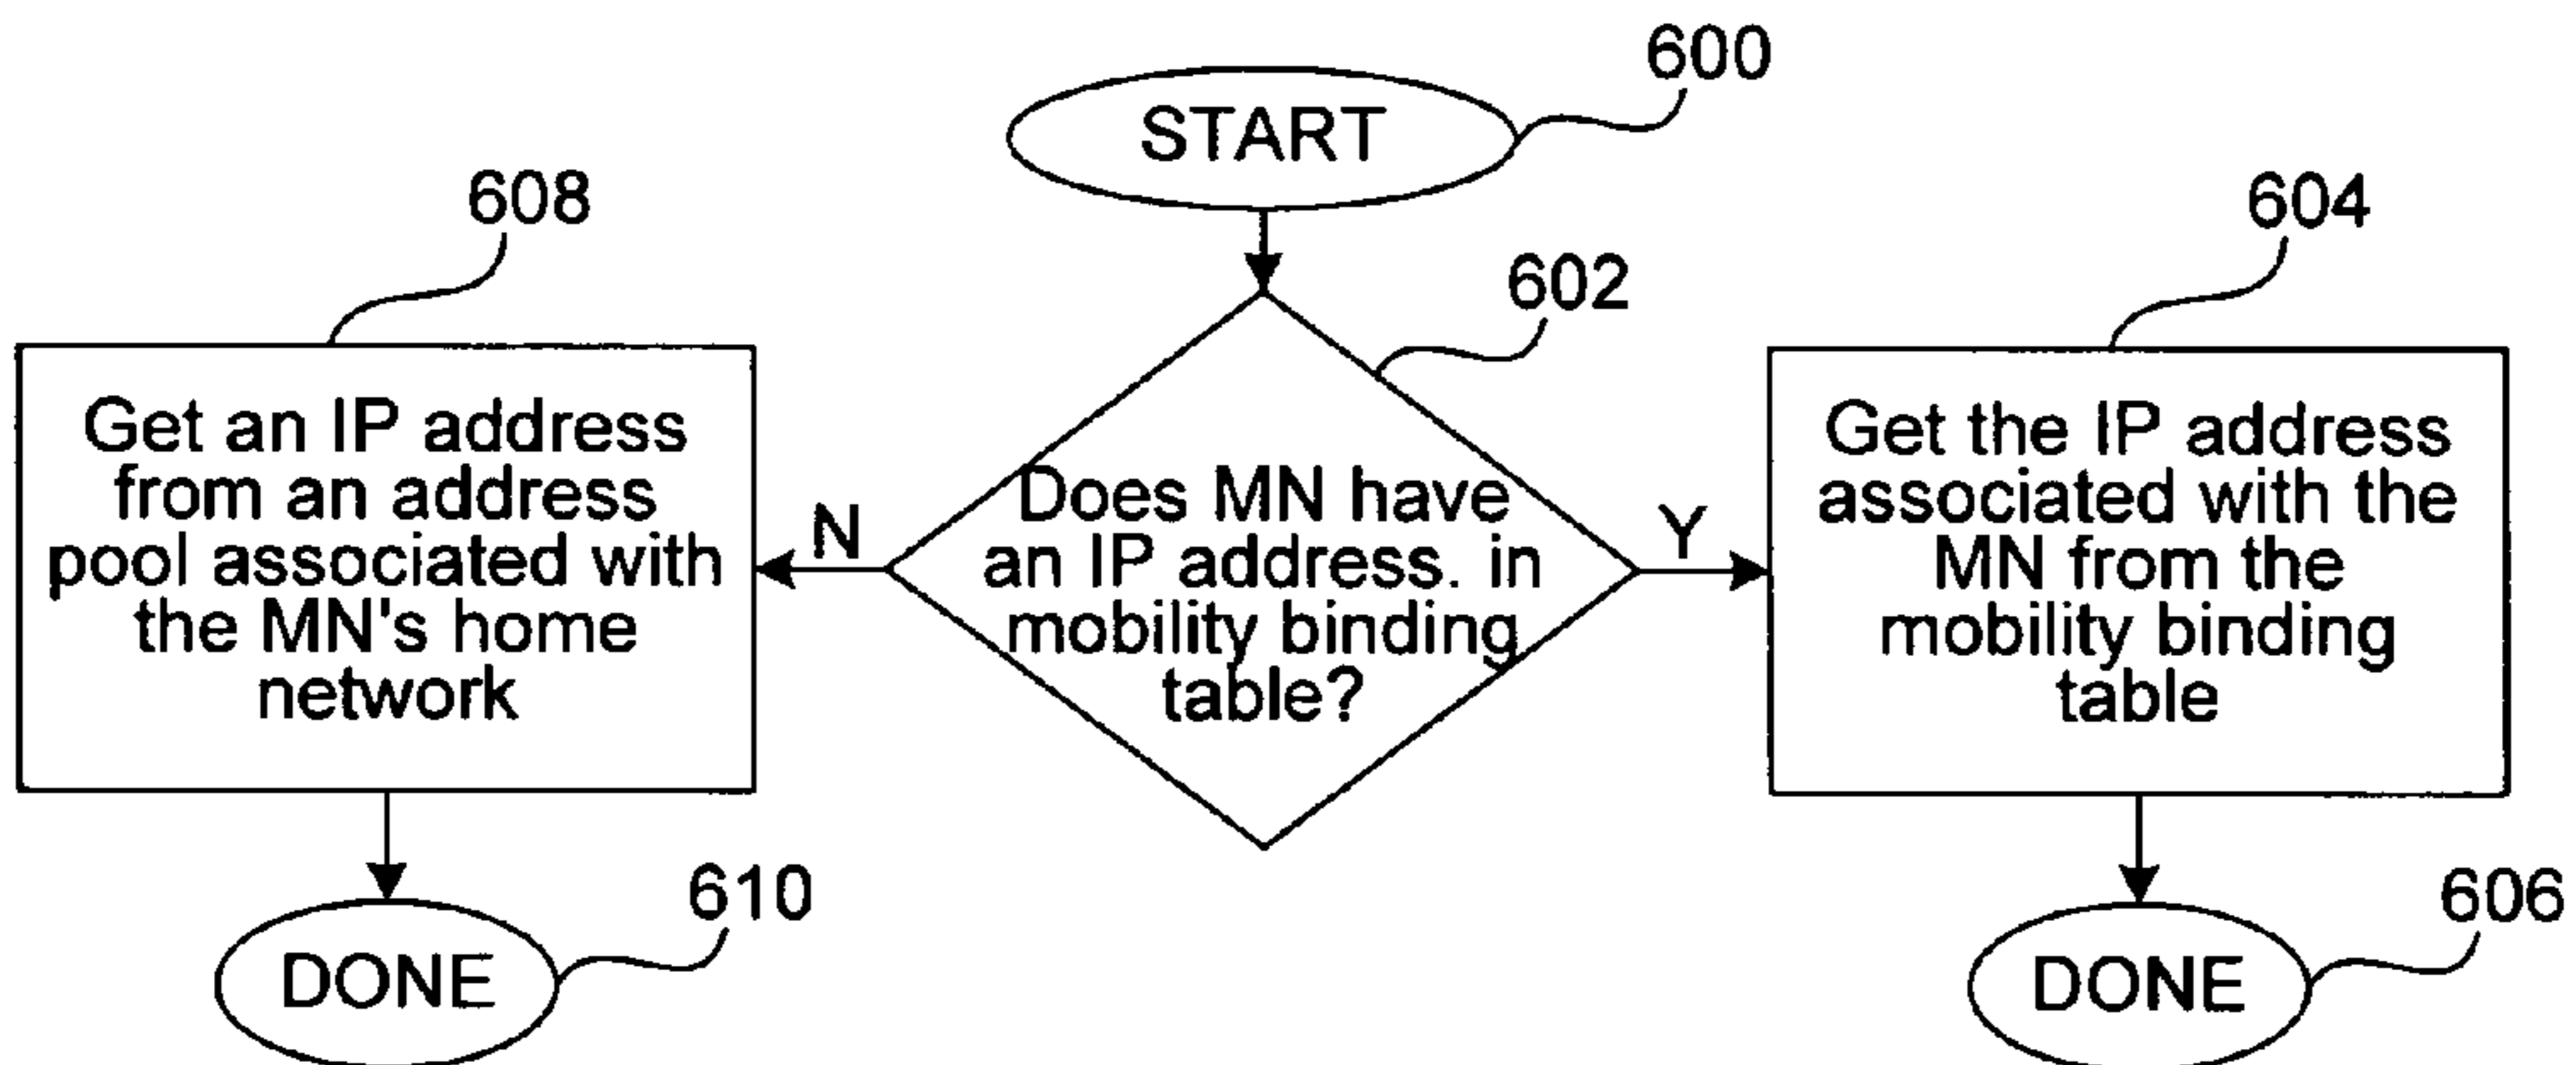 600
START
608
604
602
Get an IP address
from an address
pool associated with
the MN's home
network
N
Does MN have
an IP address. in
mobility binding
table?
Y
Get the IP address
associated with the
MN from the
mobility binding
table
610
DONE
606
DONE